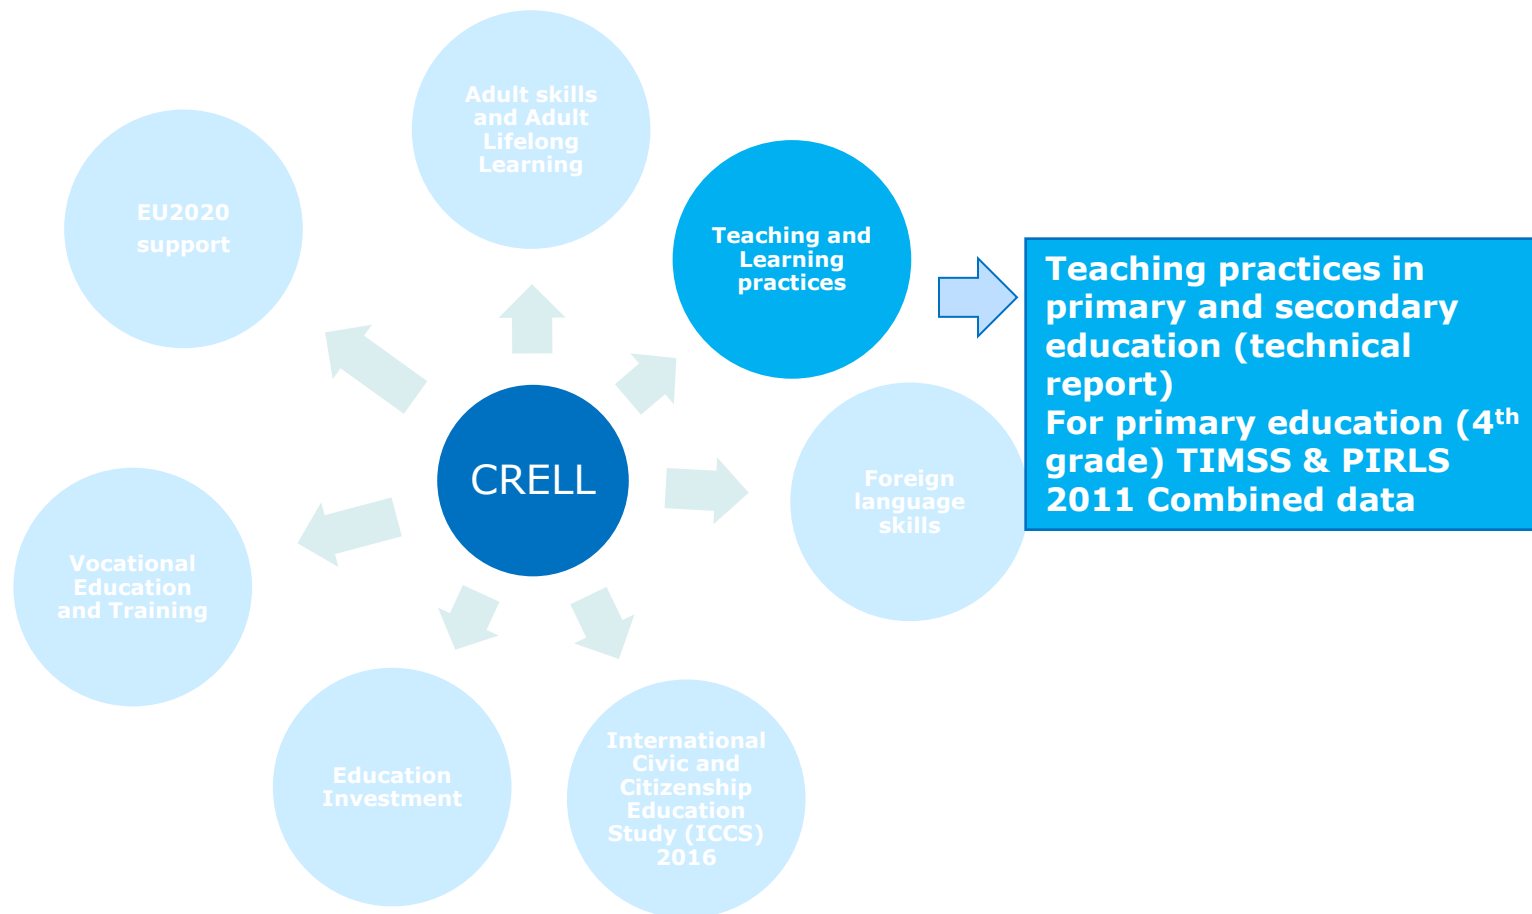 Adult skills
and Adult
Lifelong
Learning
EU2020
support
Teaching and
Learning
practices
Teaching practices in
primary and secondary
education (technical
report)
For primary education (4th
grade) TIMSS & PIRLS
2011 Combined data
CRELL
Foreign
language
skills
Vocational
Education
and Training
Education
Investment
International
Civic and
Citizenship
Education
Study (ICCS)
2016